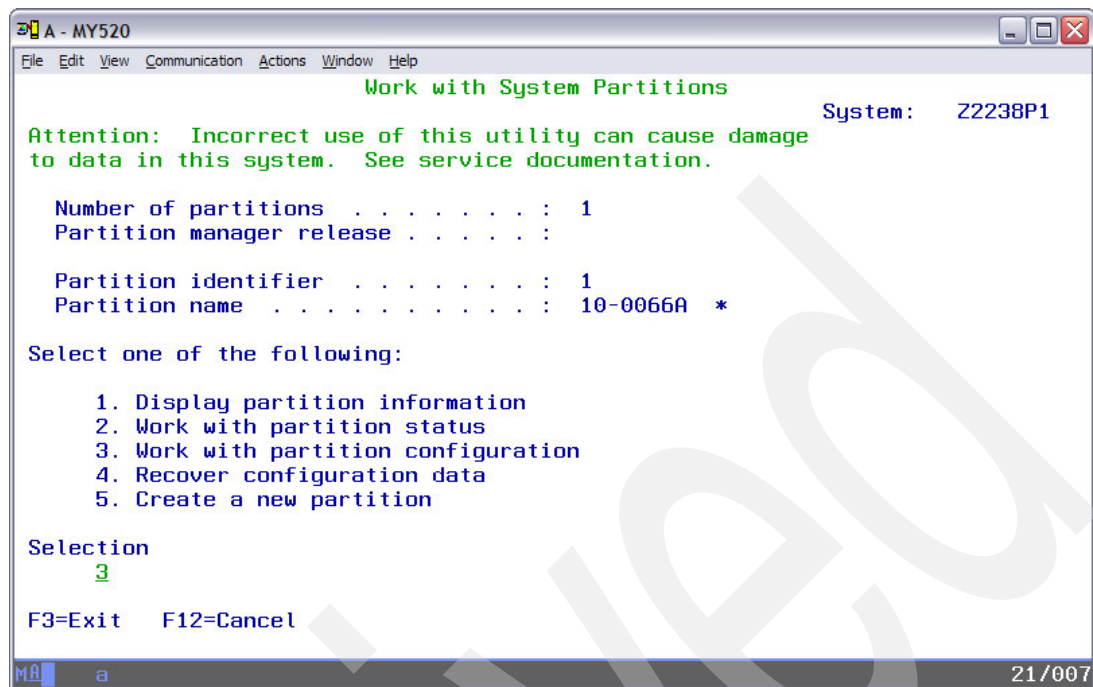 A - MY520
File Edit View Communication Actions Window Help
Work with System Partitions
System: Z2238P1
Attention: Incorrect use of this utility can cause damage
to data in this system. See service documentation.
Number of partitions . . . . . . . : 1
Partition manager release . . . . . :
Partition identifier . . . . . . . : 1
Partition name . . . . . . . . . . : 10-0066A *
Select one of the following:
1. Display partition information
2. Work with partition status
3. Work with partition configuration
4. Recover configuration data
5. Create a new partition
Selection
3
F3=Exit F12=Cancel
MA a 21/007